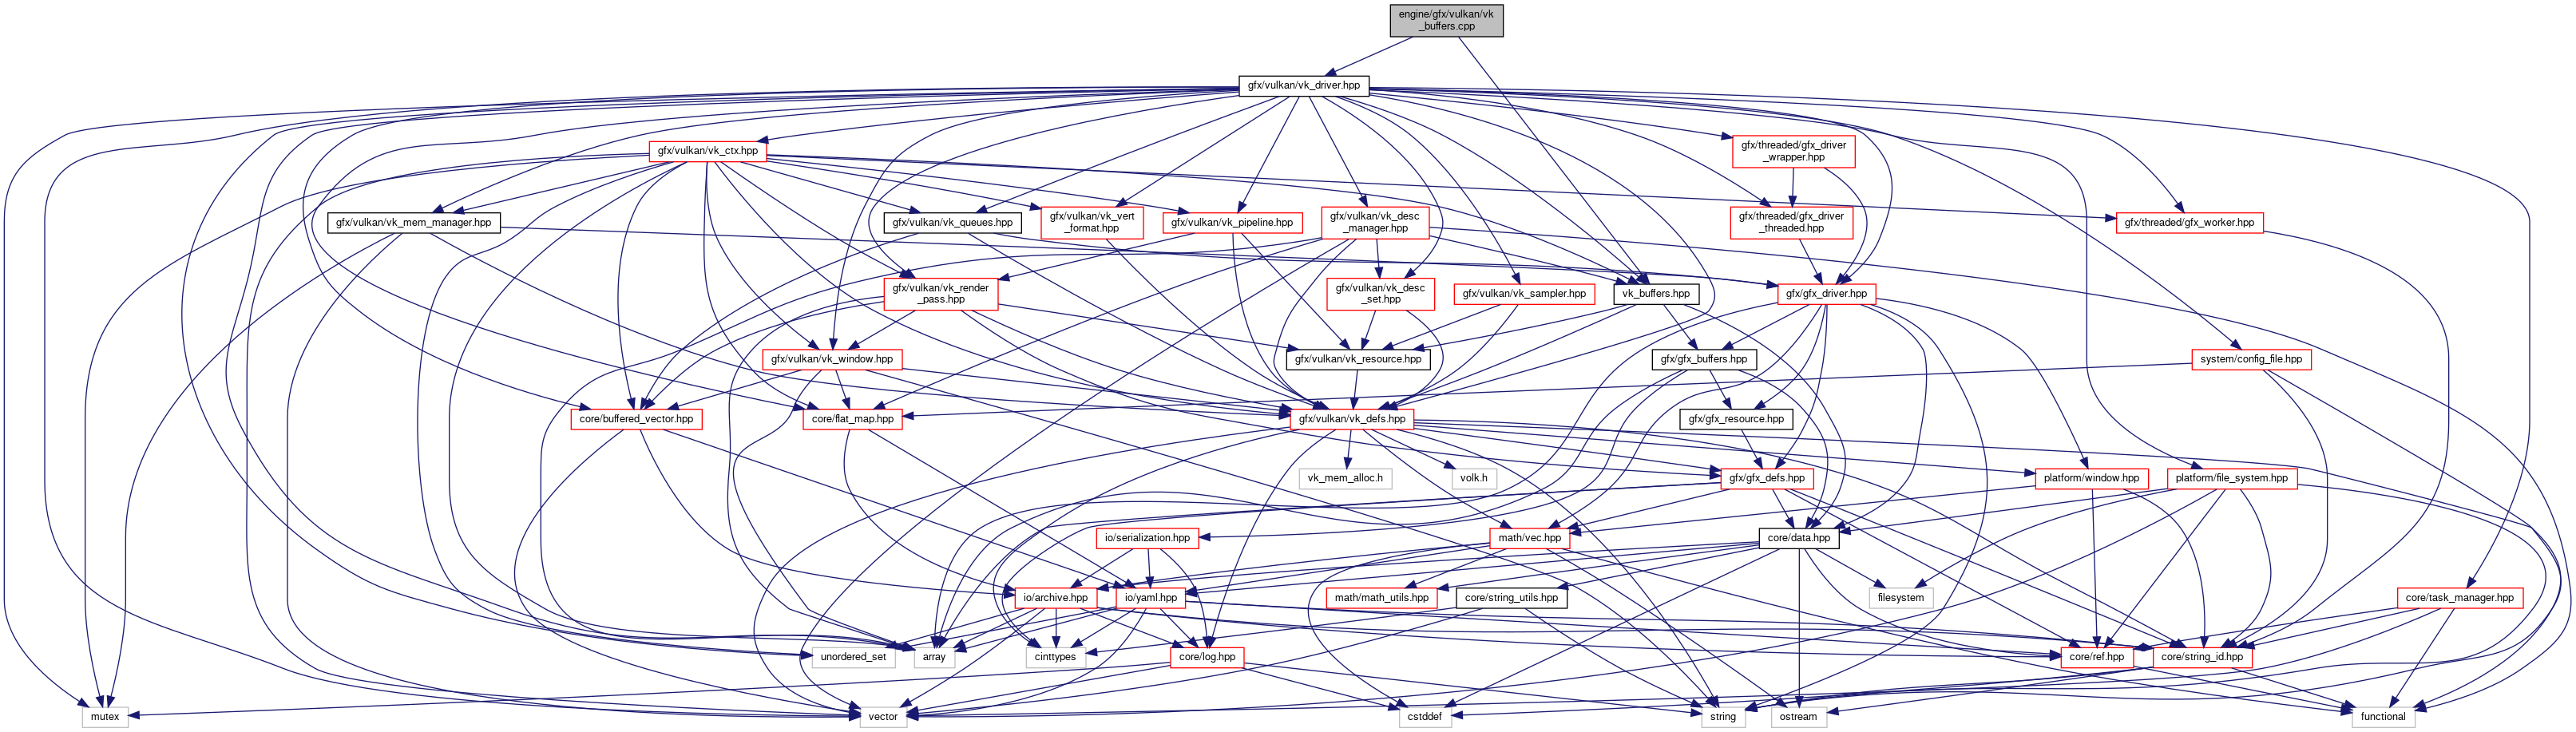 engine/gfx/vulkan/vk
_buffers.cpp
gfx/vulkan/vk_driver.hpp
gfx/vulkan/vk_ctx.hpp
gfx/threaded/gfx_driver
_wrapper.hpp
gfx/vulkan/vk_mem_manager.hpp
gfx/vulkan/vk_queues.hpp
gfx/vulkan/vk_vert
_format.hpp
gfx/vulkan/vk_pipeline.hpp
gfx/vulkan/vk_desc
_manager.hpp
gfx/threaded/gfx_driver
_threaded.hpp
gfx/threaded/gfx_worker.hpp
gfx/vulkan/vk_render
_pass.hpp
gfx/vulkan/vk_desc
_set.hpp
gfx/vulkan/vk_sampler.hpp
vk_buffers.hpp
gfx/gfx_driver.hpp
gfx/vulkan/vk_window.hpp
gfx/vulkan/vk_resource.hpp
gfx/gfx_buffers.hpp
system/config_file.hpp
core/buffered_vector.hpp
core/flat_map.hpp
gfx/vulkan/vk_defs.hpp
gfx/gfx_resource.hpp
vk_mem_alloc.h
volk.h
gfx/gfx_defs.hpp
platform/window.hpp
platform/file_system.hpp
io/serialization.hpp
math/vec.hpp
core/data.hpp
io/archive.hpp
io/yaml.hpp
math/math_utils.hpp
core/string_utils.hpp
filesystem
core/task_manager.hpp
unordered_set
array
cinttypes
core/log.hpp
core/ref.hpp
core/string_id.hpp
mutex
vector
cstddef
string
ostream
functional